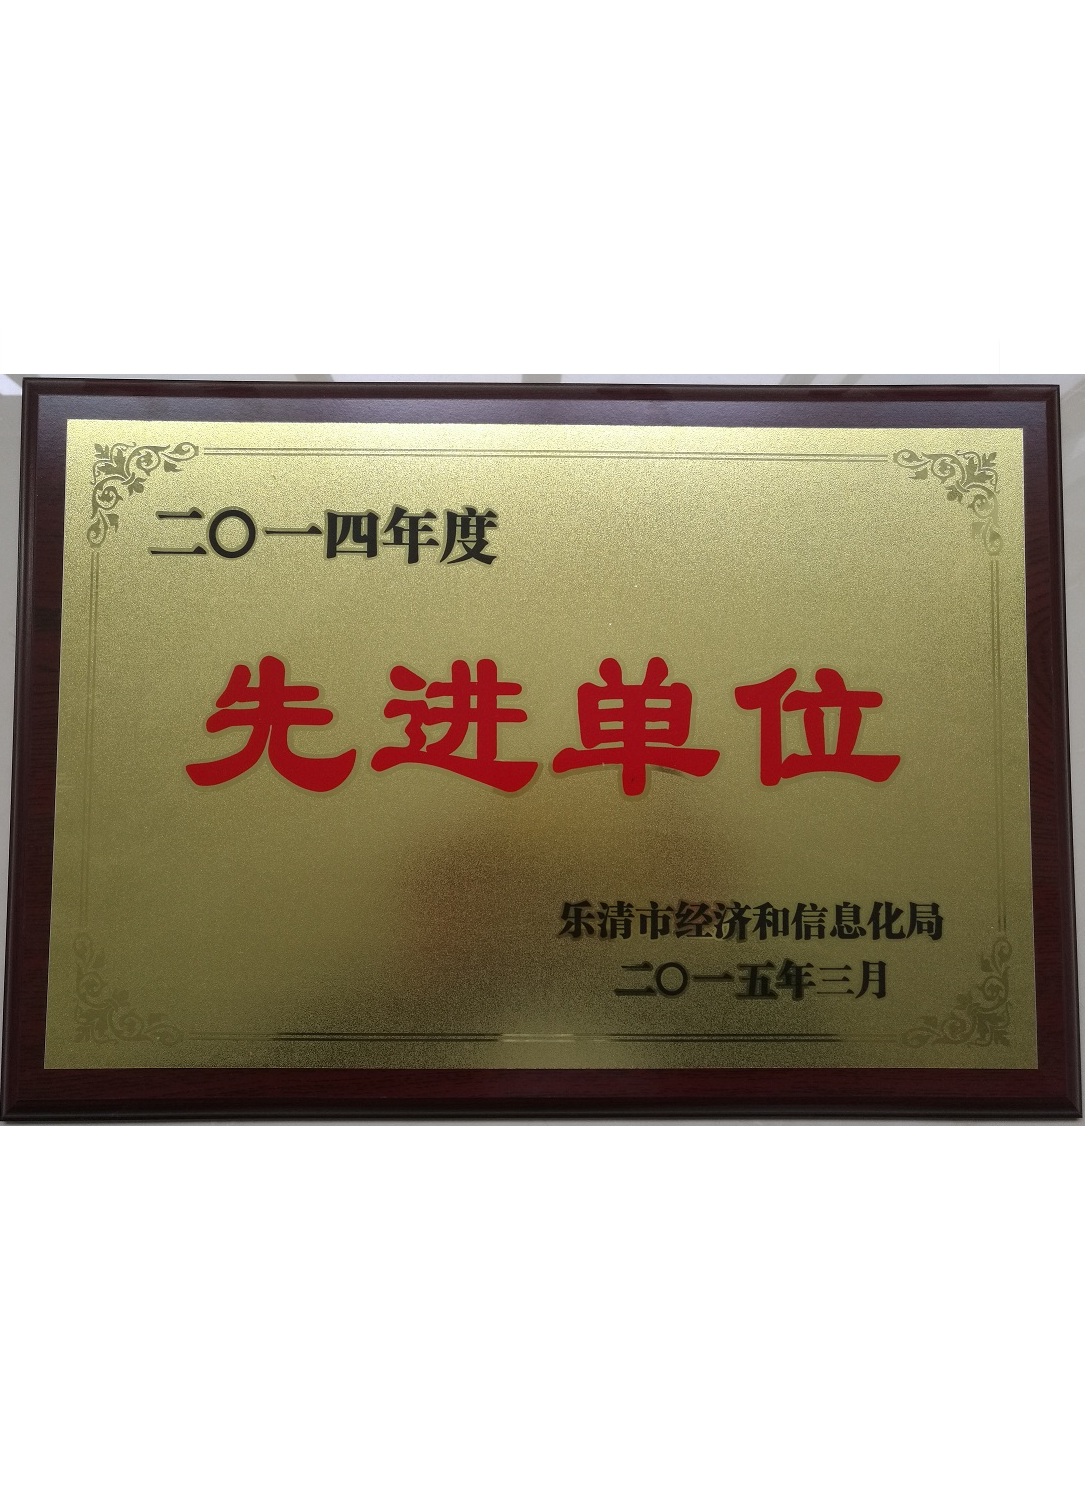 二〇一四年度
先进单位
乐清市经济和信息化局
二〇一五年三月